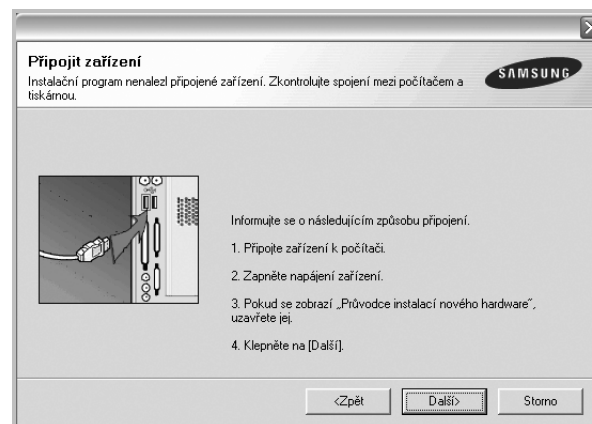 Připojit zařízení
Instalační program nenalezl připojené zařízení. Zkontrolujte spojení mezi počítačem a
tiskárnou.
SAMSUNG
Informujte se o následujícím způsobu připojení.
1. Připojte zařízení k počítači.
2. Zapněte napájení zařízení.
3. Pokud se zobrazí „Průvodce instalací nového hardware",
uzavřete jej.
4. Klepněte na [Další].
<Zpět
Další>
Storno